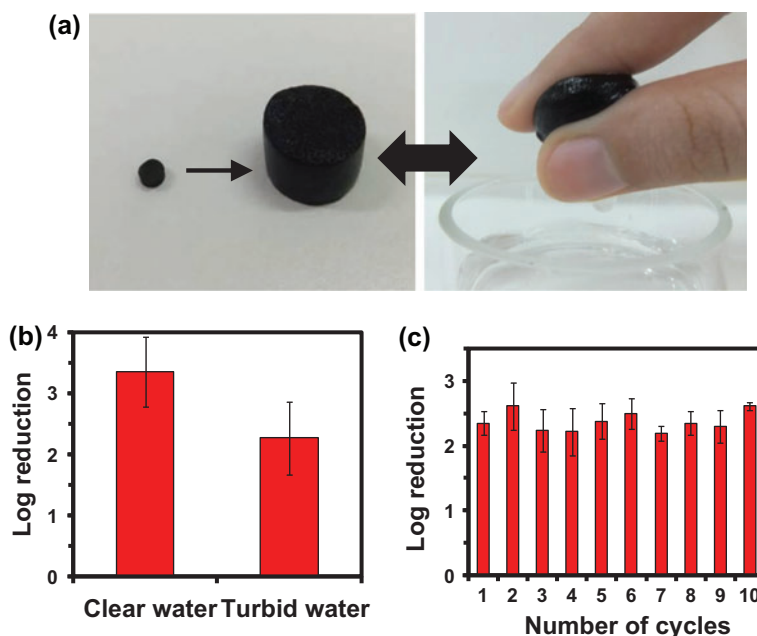 (a)
(b)
Log reduction
4
3
2
1
0
Clear water Turbid water
(c)
Log reduction
3
2
1
0
1 2 3 4 5 6 7 8 9 10
Number of cycles